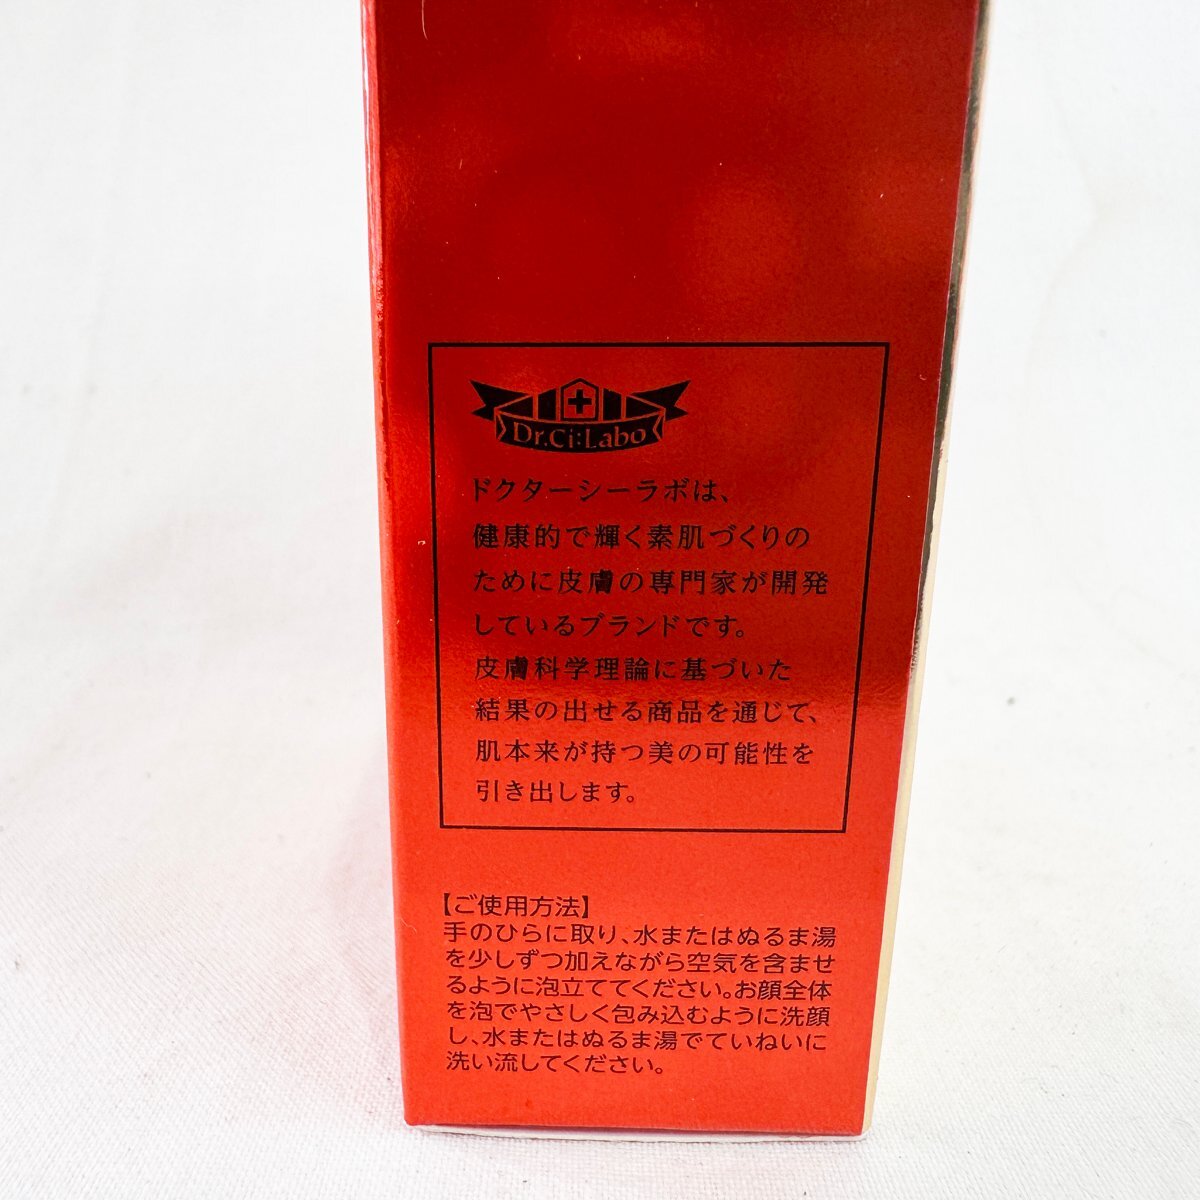 Dr.Ci:Labo
ドクターシーラボは、
健康的で輝く素肌づくりの
ために皮膚の専門家が開発
しているブランドです。
皮膚科学理論に基づいた
結果の出せる商品を通じて、
肌本来が持つ美の可能性を
引き出します。
【ご使用方法】
手のひらに取り、水またはぬるま湯
を少しずつ加えながら空気を含ませ
るように泡立ててください。お顔全体
を泡でやさしく包み込むように洗顔
し、水またはぬるま湯でていねいに
洗い流してください。